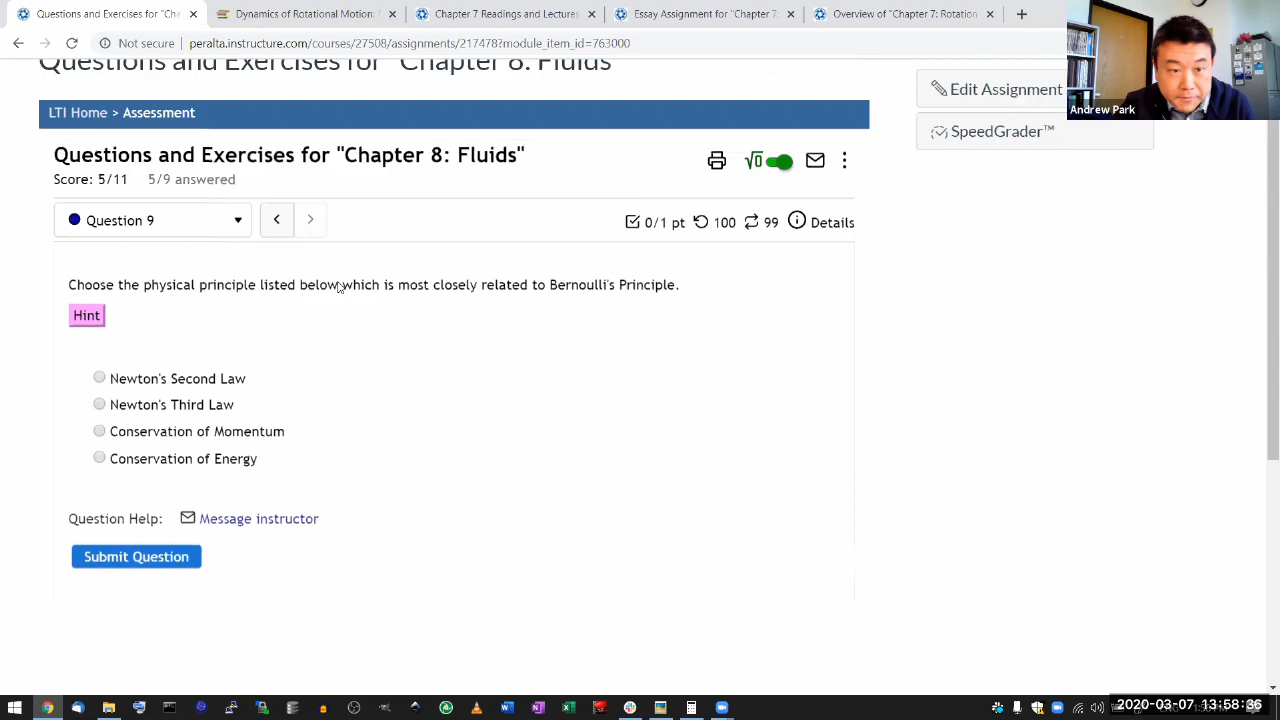 Questions and Exercises for "Ch
Dynamics of Rotational Motion
Chapter 7 Readings and Lectures
Essay Assignment for "Chapter 7:
Overview of "Chapter 7: Rotation
Not secure
peralta.instructure.com/courses/27506/assignments/217478?module_item_id=763000
Questions and Exercises for "Chapter 8: Fluids"
Edit Assignment
Andrew Park
SpeedGrader™
LTI Home > Assessment
Questions and Exercises for "Chapter 8: Fluids"
Score: 5/11 5/9 answered
Question 9
0/1 pt 100 99 Details
Choose the physical principle listed below which is most closely related to Bernoulli's Principle.
Hint
Newton's Second Law
Newton's Third Law
Conservation of Momentum
Conservation of Energy
Question Help: Message instructor
Submit Question
2020-03-07 13:58:36